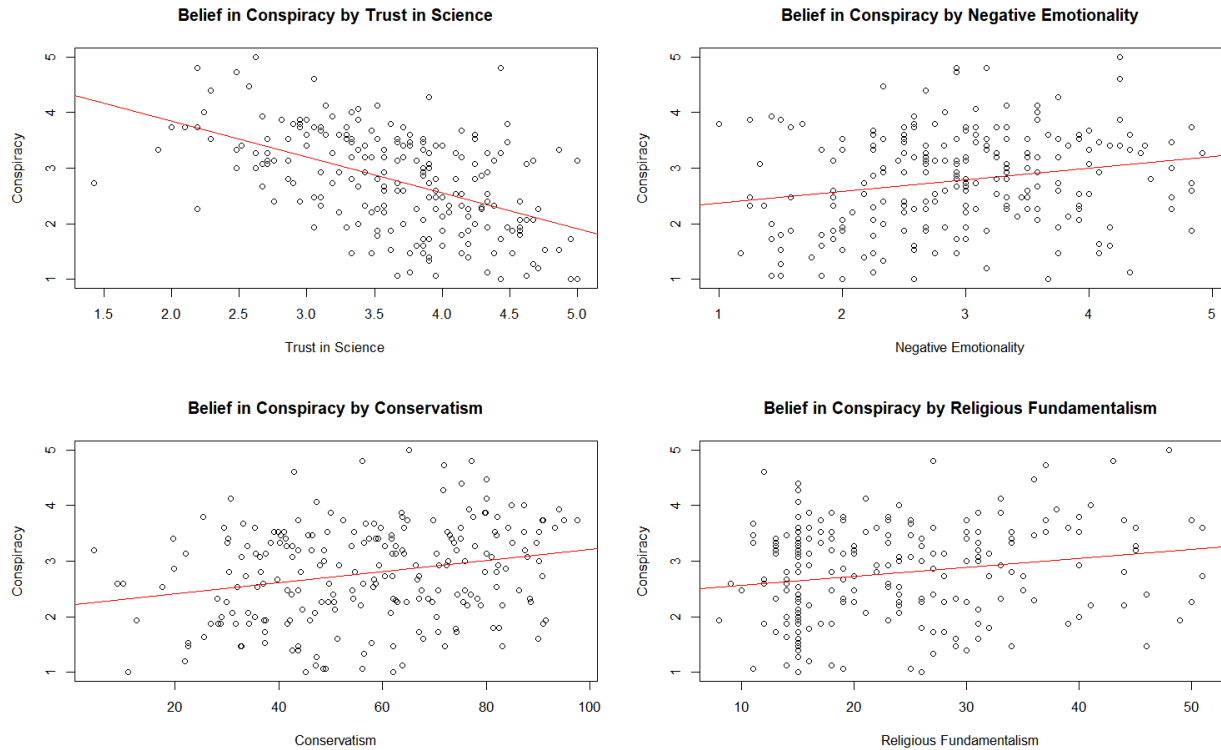 Belief in Conspiracy by Trust in Science
Conspiracy
5
4
3
2
1
1.5 2.0 2.5 3.0 3.5 4.0 4.5 5.0
Trust in Science
Belief in Conspiracy by Negative Emotionality
Conspiracy
5
4
3
2
1
1 2 3 4 5
Negative Emotionality
Belief in Conspiracy by Conservatism
Conspiracy
5
4
3
2
1
20 40 60 80 100
Conservatism
Belief in Conspiracy by Religious Fundamentalism
Conspiracy
5
4
3
2
1
10 20 30 40 50
Religious Fundamentalism